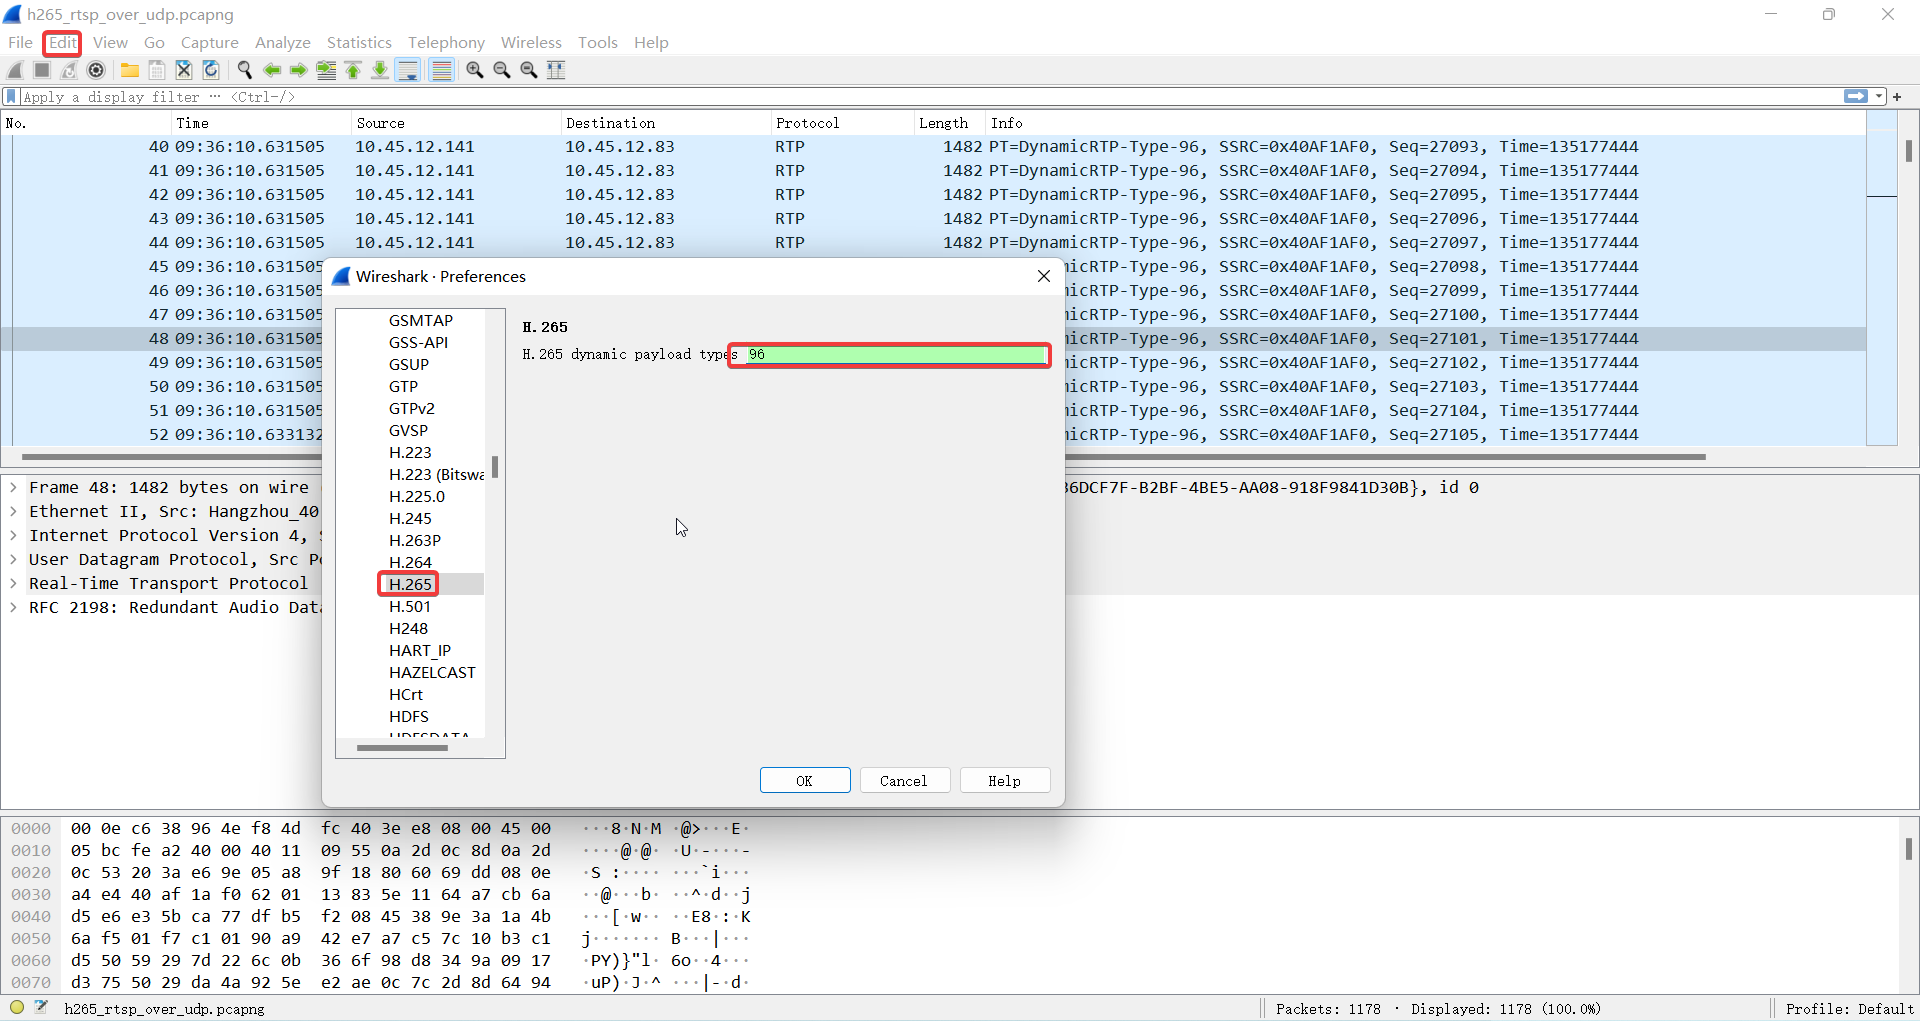 h265_rtsp_over_udp.pcapng
File Edit View Go Capture Analyze Statistics Telephony Wireless Tools Help
Apply a display filter ··· <Ctrl-/>
No. Time Source Destination Protocol Length Info
40 09:36:10.631505 10.45.12.141 10.45.12.83 RTP 1482 PT=DynamicRTP-Type-96, SSRC=0x40AF1AF0, Seq=27093, Time=135177444
41 09:36:10.631505 10.45.12.141 10.45.12.83 RTP 1482 PT=DynamicRTP-Type-96, SSRC=0x40AF1AF0, Seq=27094, Time=135177444
42 09:36:10.631505 10.45.12.141 10.45.12.83 RTP 1482 PT=DynamicRTP-Type-96, SSRC=0x40AF1AF0, Seq=27095, Time=135177444
43 09:36:10.631505 10.45.12.141 10.45.12.83 RTP 1482 PT=DynamicRTP-Type-96, SSRC=0x40AF1AF0, Seq=27096, Time=135177444
44 09:36:10.631505 10.45.12.141 10.45.12.83 RTP 1482 PT=DynamicRTP-Type-96, SSRC=0x40AF1AF0, Seq=27097, Time=135177444
45 09:36:10.631505 icRTP-Type-96, SSRC=0x40AF1AF0, Seq=27098, Time=135177444
46 09:36:10.631505 icRTP-Type-96, SSRC=0x40AF1AF0, Seq=27099, Time=135177444
47 09:36:10.631505 icRTP-Type-96, SSRC=0x40AF1AF0, Seq=27100, Time=135177444
48 09:36:10.631505 icRTP-Type-96, SSRC=0x40AF1AF0, Seq=27101, Time=135177444
49 09:36:10.631505 icRTP-Type-96, SSRC=0x40AF1AF0, Seq=27102, Time=135177444
50 09:36:10.631505 icRTP-Type-96, SSRC=0x40AF1AF0, Seq=27103, Time=135177444
51 09:36:10.631505 icRTP-Type-96, SSRC=0x40AF1AF0, Seq=27104, Time=135177444
52 09:36:10.633132 icRTP-Type-96, SSRC=0x40AF1AF0, Seq=27105, Time=135177444
Wireshark · Preferences
GSMTAP
GSS-API
GSUP
GTP
GTPv2
GVSP
H.223
H.223 (Bitswa
H.225.0
H.245
H.263P
H.264
H.265
H.501
H248
HART_IP
HAZELCAST
HCrt
HDFS
HDFSDATA
H.265
H.265 dynamic payload types 96
OK Cancel Help
Frame 48: 1482 bytes on wire 36DCF7F-B2BF-4BE5-AA08-918F9841D30B}, id 0
Ethernet II, Src: Hangzhou_40
Internet Protocol Version 4,
User Datagram Protocol, Src Po
Real-Time Transport Protocol
RFC 2198: Redundant Audio Data
0000 00 0e c6 38 96 4e f8 4d fc 40 3e e8 08 00 45 00 ···8·N·M ·@>···E·
0010 05 bc fe a2 40 00 40 11 09 55 0a 2d 0c 8d 0a 2d ····@·@· ·U·-···-
0020 0c 53 20 3a e6 9e 05 a8 9f 18 80 60 69 dd 08 0e ·S :···· ···`i···
0030 a4 e4 40 af 1a f0 62 01 13 83 5e 11 64 a7 cb 6a ··@···b· ··^·d··j
0040 d5 e6 e3 5b ca 77 df b5 f2 08 45 38 9e 3a 1a 4b ···[·w·· ··E8·:·K
0050 6a f5 01 f7 c1 01 90 a9 42 e7 a7 c5 7c 10 b3 c1 j······· B···|···
0060 d5 50 59 29 7d 22 6c 0b 36 6f 98 d8 34 9a 09 17 ·PY)}"l· 6o··4···
0070 d3 75 50 29 da 4a 92 5e e2 ae 0c 7c 2d 8d 64 94 ·uP)·J·^ ···|-·d·
h265_rtsp_over_udp.pcapng Packets: 1178 · Displayed: 1178 (100.0%) Profile: Default